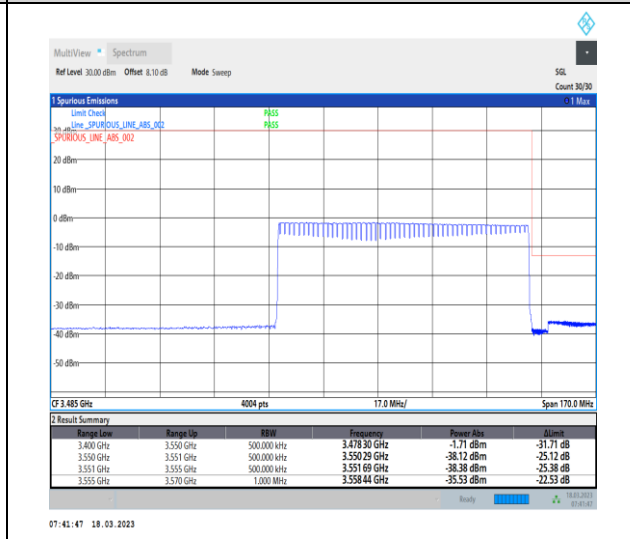 MultiView Spectrum
Ref Level 30.00 dBm Offset 8.10 dB Mode Sweep SGL
Count 30/30
1 Spurious Emissions 1 Max
Limit Check PASS
Line _SPURIOUS_LINE_ABS_002 PASS
_SPURIOUS_LINE_ABS_002
20 dBm
10 dBm
0 dBm
-10 dBm
-20 dBm
-30 dBm
-40 dBm
-50 dBm
CF 3.485 GHz 4004 pts 17.0 MHz/ Span 170.0 MHz
2 Result Summary
Range Low Range Up RBW Frequency Power Abs ΔLimit
3.400 GHz 3.550 GHz 500.000 kHz 3.478 30 GHz -1.71 dBm -31.71 dB
3.550 GHz 3.551 GHz 500.000 kHz 3.550 29 GHz -38.12 dBm -25.12 dB
3.551 GHz 3.555 GHz 500.000 kHz 3.551 69 GHz -38.38 dBm -25.38 dB
3.555 GHz 3.570 GHz 1.000 MHz 3.558 44 GHz -35.53 dBm -22.53 dB
Ready 18.03.2023
07:41:47
07:41:47 18.03.2023